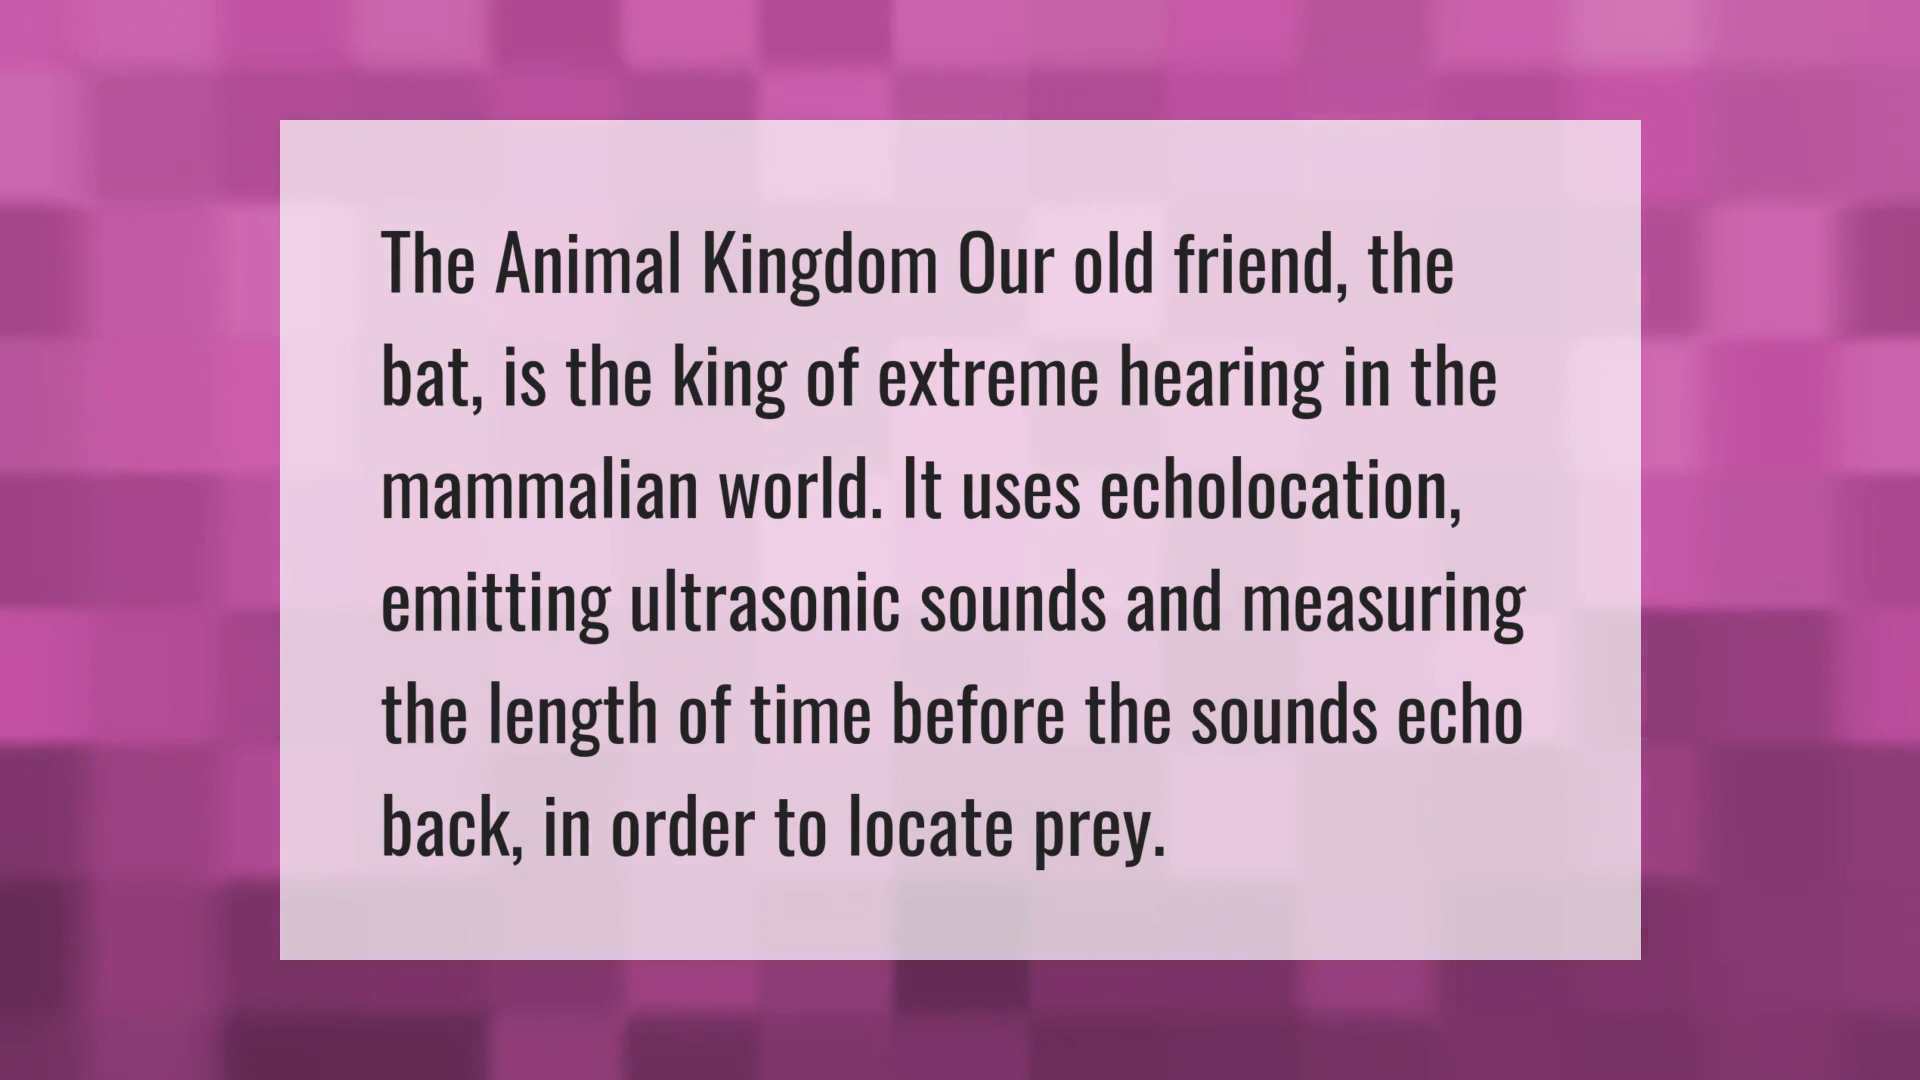 The Animal Kingdom Our old friend, the
bat, is the king of extreme hearing in the
mammalian world. It uses echolocation,
emitting ultrasonic sounds and measuring
the length of time before the sounds echo
back, in order to locate prey.